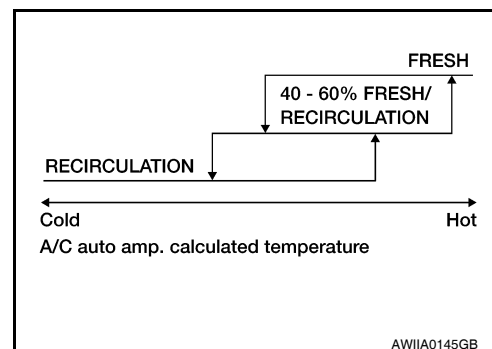 FRESH
40 - 60% FRESH/
RECIRCULATION
RECIRCULATION
Cold Hot
A/C auto amp. calculated temperature
AWIIA0145GB